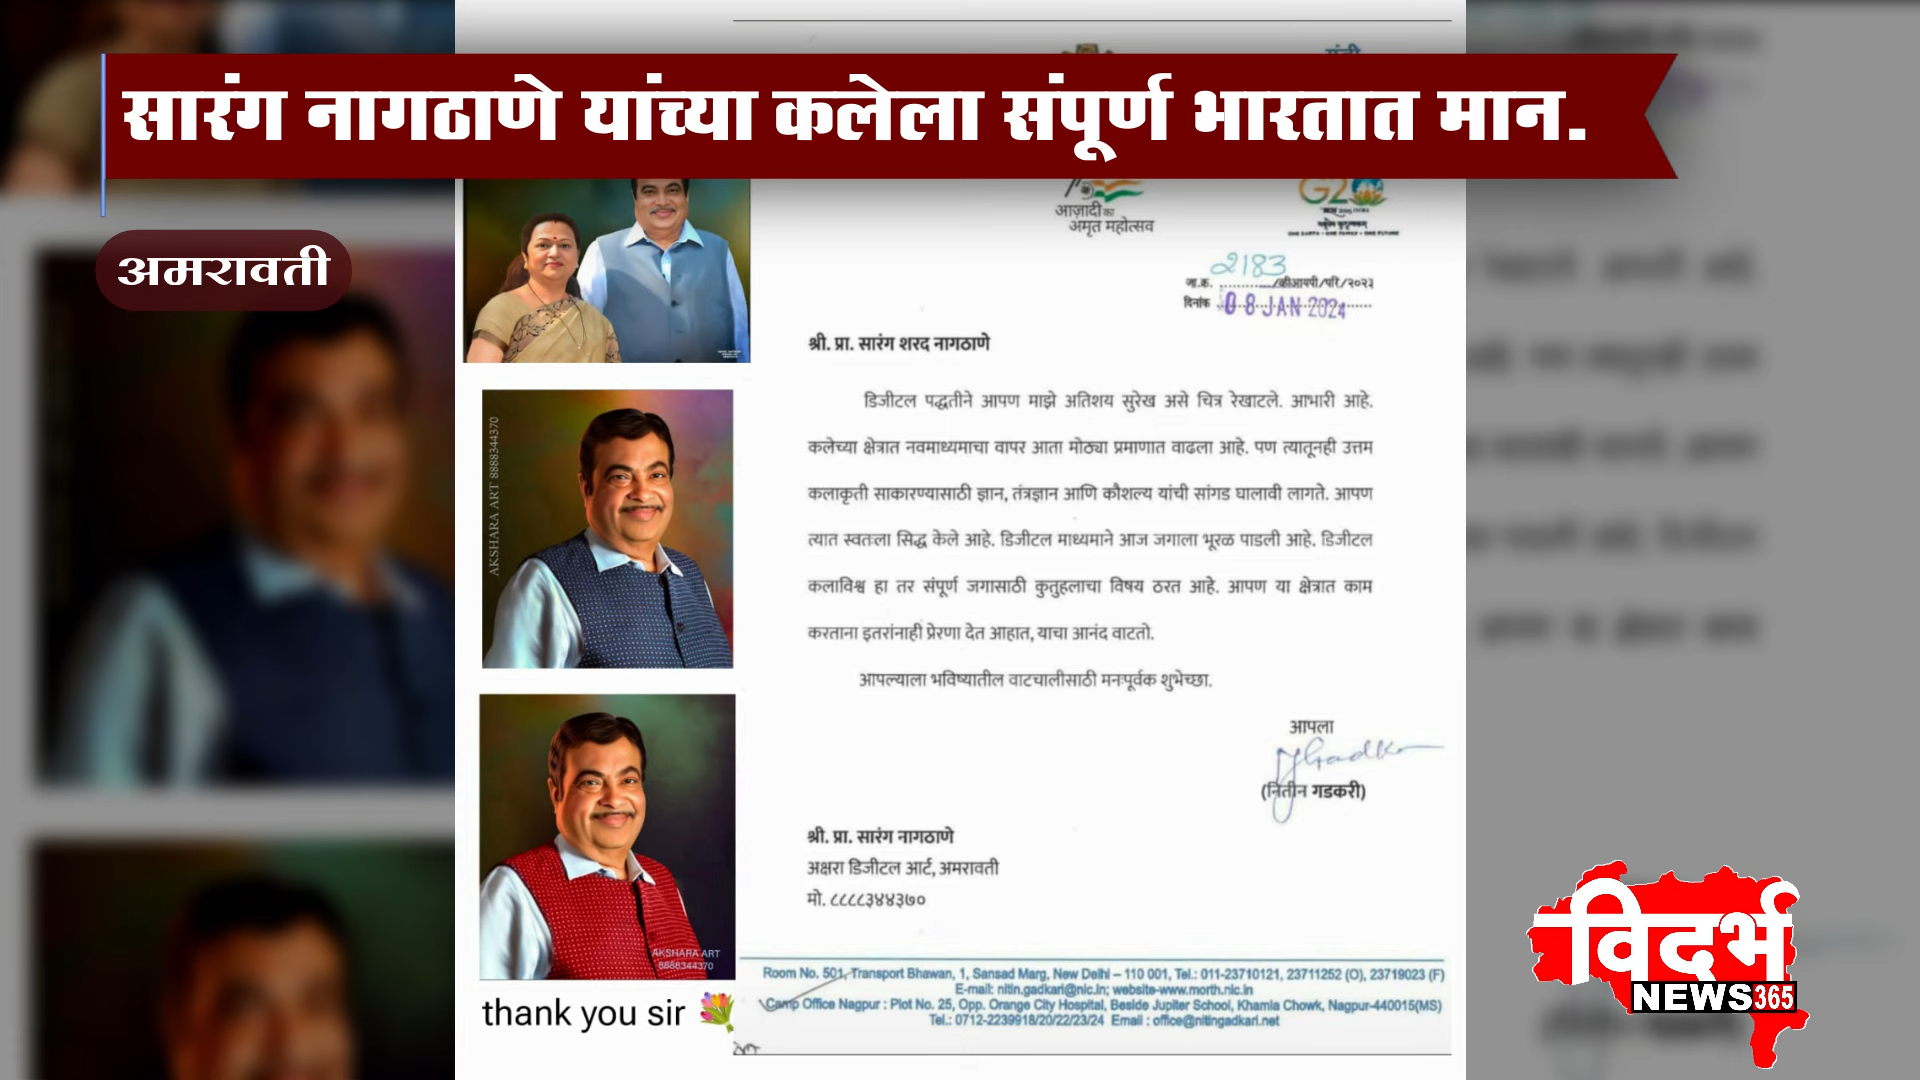 सारंग नागठाणे यांच्या कलेला संपूर्ण भारतात मान.
अमरावती
आज़ादी का
अमृत महोत्सव
G20
2183
जा.क. ............/व्हीआयपी/परि/२०२३
दिनांक 08 JAN 2024
श्री. प्रा. सारंग शरद नागठाणे
डिजीटल पद्धतीने आपण माझे अतिशय सुरेख असे चित्र रेखाटले. आभारी आहे.
कलेच्या क्षेत्रात नवमाध्यमाचा वापर आता मोठ्या प्रमाणात वाढला आहे. पण त्यातूनही उत्तम
कलाकृती साकारण्यासाठी ज्ञान, तंत्रज्ञान आणि कौशल्य यांची सांगड घालावी लागते. आपण
त्यात स्वतःला सिद्ध केले आहे. डिजीटल माध्यमाने आज जगाला भूरळ पाडली आहे. डिजीटल
कलाविश्व हा तर संपूर्ण जगासाठी कुतुहलाचा विषय ठरत आहे. आपण या क्षेत्रात काम
करताना इतरांनाही प्रेरणा देत आहात, याचा आनंद वाटतो.
आपल्याला भविष्यातील वाटचालीसाठी मनःपूर्वक शुभेच्छा.
आपला
(नितीन गडकरी)
श्री. प्रा. सारंग नागठाणे
अक्षरा डिजीटल आर्ट, अमरावती
मो. ८८८८३४४३७०
Room No. 501, Transport Bhawan, 1, Sansad Marg, New Delhi – 110 001, Tel.: 011-23710121, 23711252 (O), 23719023 (F)
E-mail: nitin.gadkari@nic.in; website-www.morth.nic.in
Camp Office Nagpur : Plot No. 25, Opp. Orange City Hospital, Beside Jupiter School, Khamla Chowk, Nagpur-440015(MS)
Tel.: 0712-2239918/20/22/23/24 Email : office@nitingadkari.net
AKSHARA ART 8888344370
AKSHARA ART
8888344370
thank you sir
विदर्भ
NEWS 365